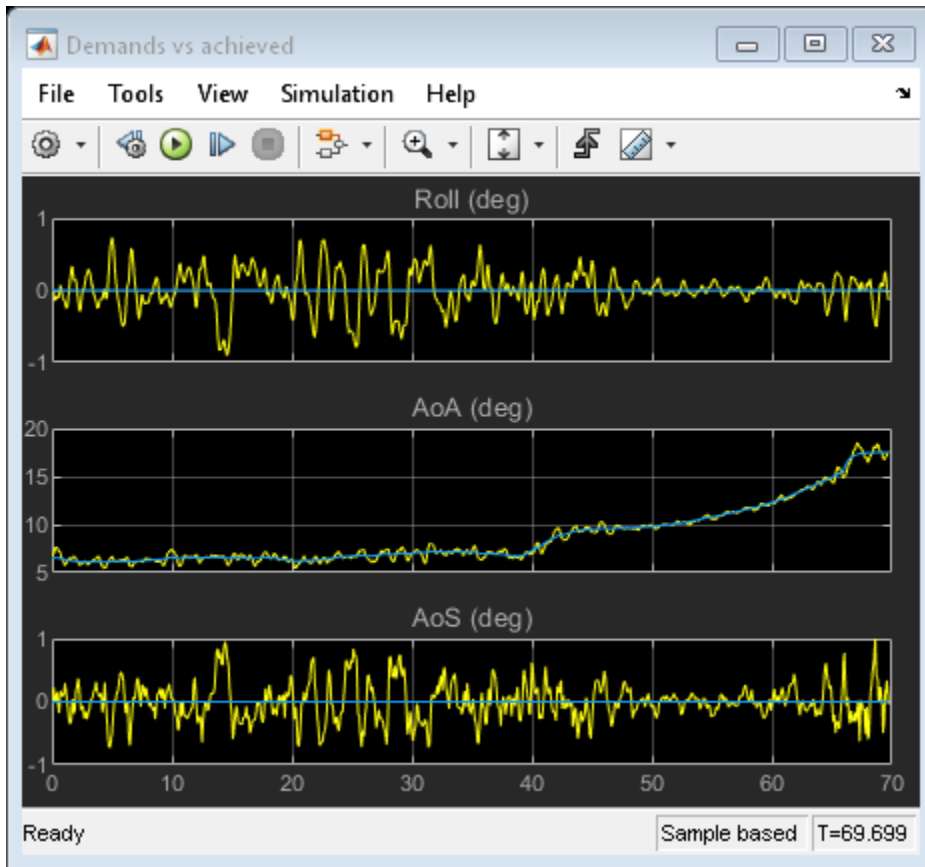 Demands vs achieved
File Tools View Simulation Help
Roll (deg)
1
0
-1
AoA (deg)
20
15
10
5
AoS (deg)
1
0
-1
0 10 20 30 40 50 60 70
Ready Sample based T=69.699